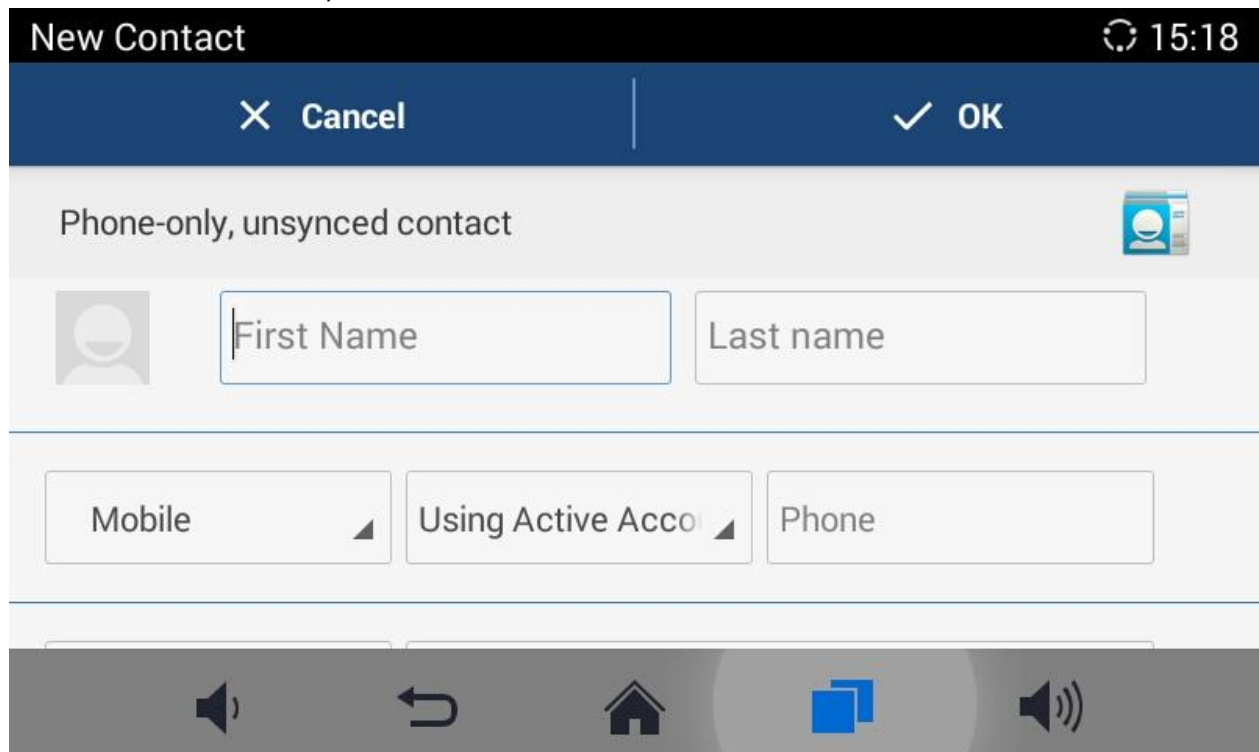 New Contact 15:18
Cancel OK
Phone-only, unsynced contact
First Name Last name
Mobile Using Active Acco Phone